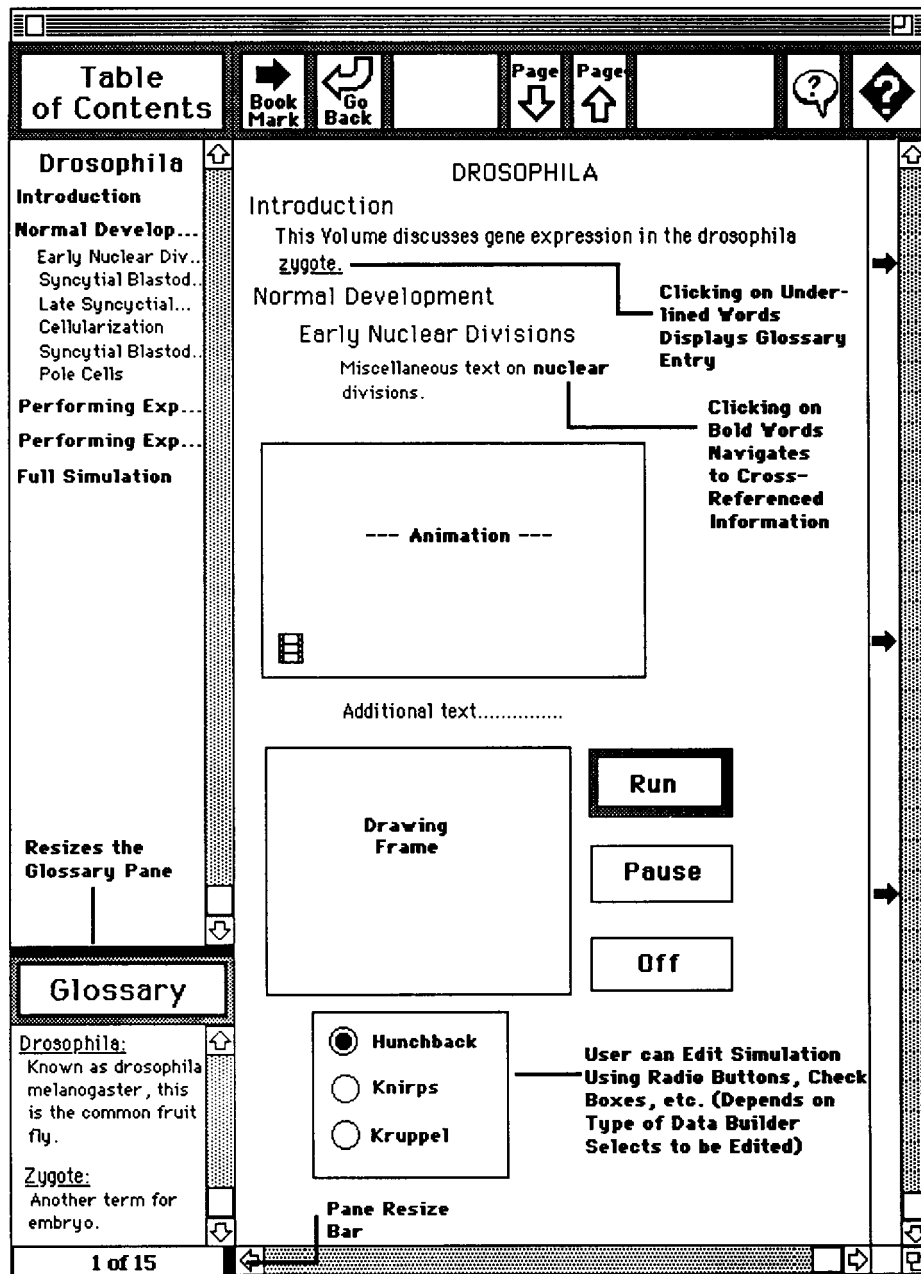 Table
of Contents
Book
Mark
Go
Back
Page
Page
?
?
Drosophila
Introduction
Normal Develop...
Early Nuclear Div..
Syncytial Blastod..
Late Syncyctial...
Cellularization
Syncytial Blastod..
Pole Cells
Performing Exp...
Performing Exp...
Full Simulation
Resizes the
Glossary Pane
Glossary
Drosophila:
Known as drosophila
melanogaster, this
is the common fruit
fly.
Zygote:
Another term for
embryo.
1 of 15
DROSOPHILA
Introduction
This Volume discusses gene expression in the drosophila
zygote.
Clicking on Under-
lined Words
Displays Glossary
Entry
Normal Development
Early Nuclear Divisions
Miscellaneous text on nuclear
divisions.
Clicking on
Bold Words
Navigates
to Cross-
Referenced
Information
--- Animation ---
Additional text...............
Drawing
Frame
Run
Pause
Off
Hunchback
Knirps
Kruppel
User can Edit Simulation
Using Radio Buttons, Check
Boxes, etc. (Depends on
Type of Data Builder
Selects to be Edited)
Pane Resize
Bar